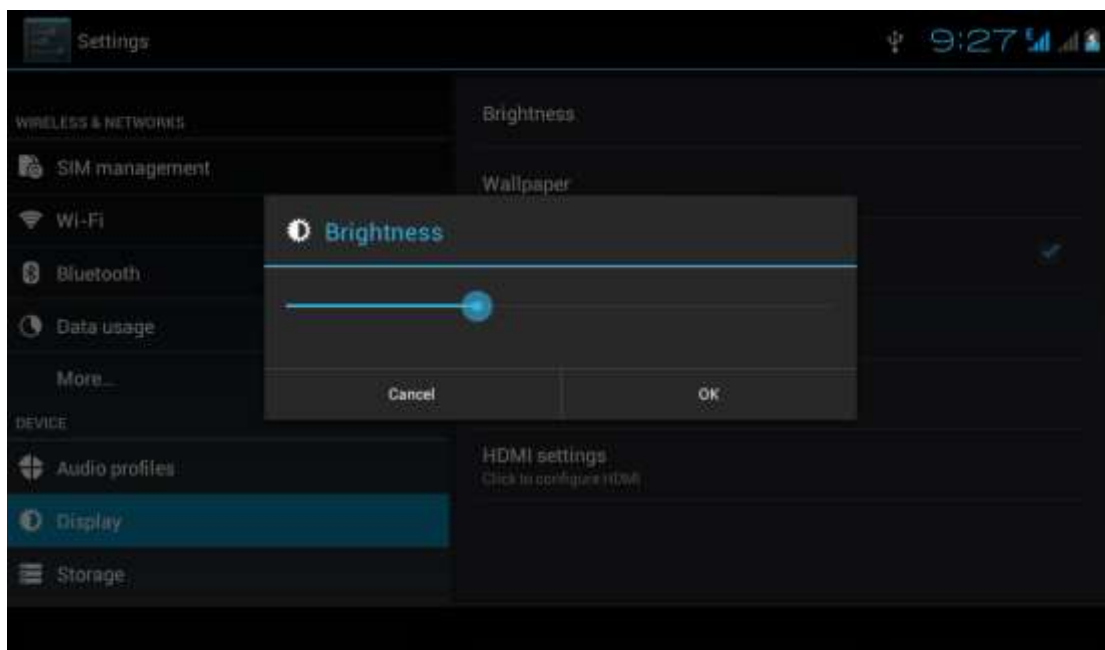 Settings
9:27
WIRELESS & NETWORKS
SIM management
Wi-Fi
Bluetooth
Data usage
More...
DEVICE
Audio profiles
Display
Storage
Brightness
Wallpaper
HDMI settings
Click to configure HDMI
Brightness
Cancel
OK